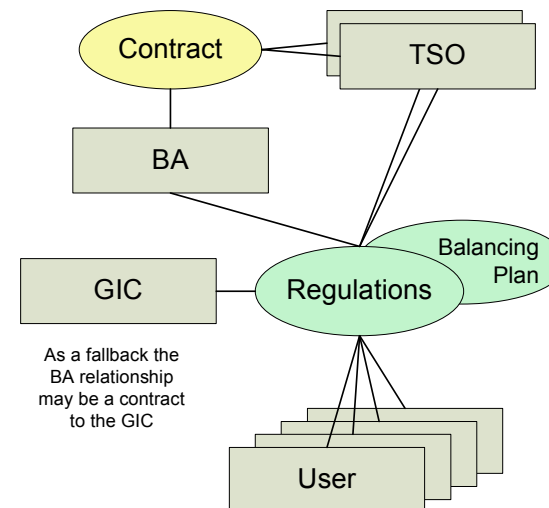 Contract
TSO
BA
Balancing
Plan
GIC
Regulations
As a fallback the
BA relationship
may be a contract
to the GIC
User